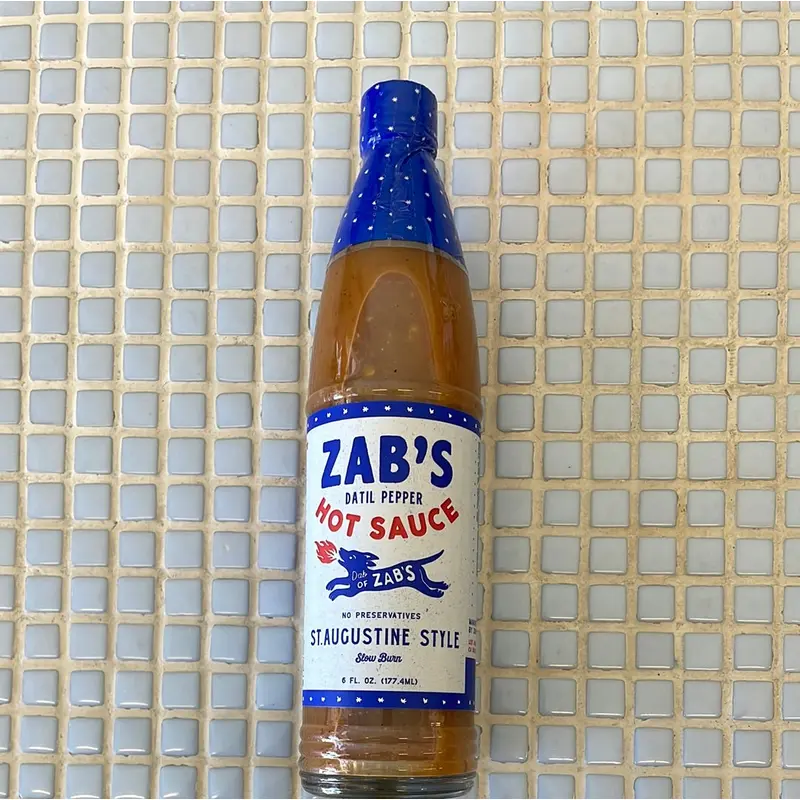 ZAB'S
DATIL PEPPER
HOT SAUCE
Dab
OF ZAB'S
NO PRESERVATIVES
ST. AUGUSTINE STYLE
Slow Burn
6 FL. OZ. (177.4ML)